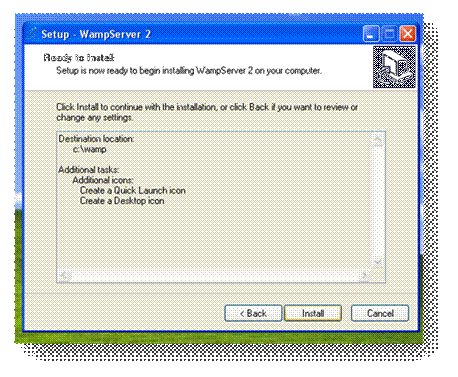 Setup - WampServer 2
Ready to Install
Setup is now ready to begin installing WampServer 2 on your computer.
Click Install to continue with the installation, or click Back if you want to review or
change any settings.
Destination location:
c:\wamp
Additional tasks:
Additional icons:
Create a Quick Launch icon
Create a Desktop icon
< Back
Install
Cancel